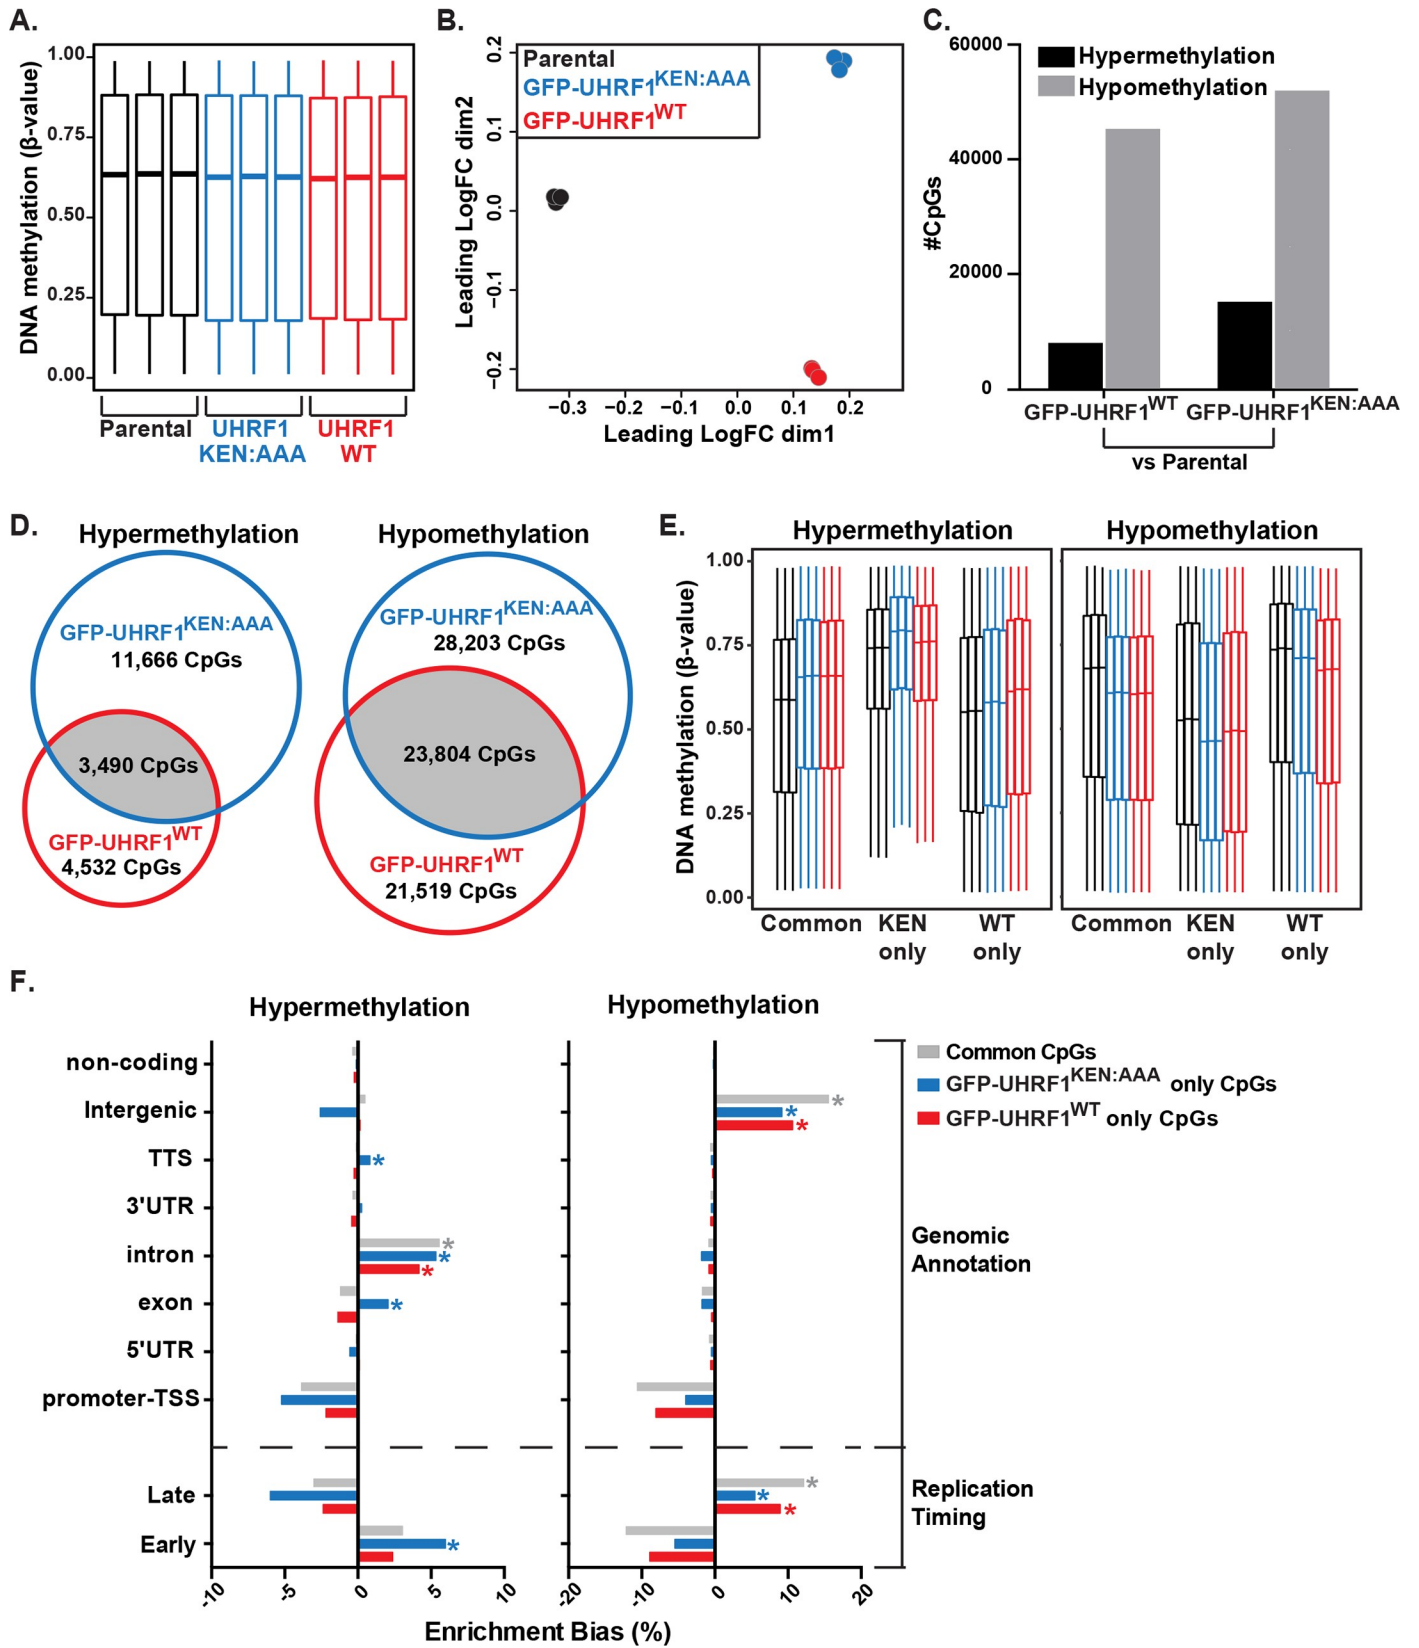 A.
1.00
0.75
0.50
0.25
0.00
DNA methylation (β-value)
Parental
UHRF1
KEN:AAA
UHRF1
WT
B.
Parental
GFP-UHRF1KEN:AAA
GFP-UHRF1WT
0.2
0.1
0.0
−0.1
−0.2
Leading LogFC dim2
−0.3 −0.2 −0.1 0.0 0.1 0.2
Leading LogFC dim1
C.
Hypermethylation
Hypomethylation
60000
40000
20000
0
#CpGs
GFP-UHRF1WT GFP-UHRF1KEN:AAA
vs Parental
D.
Hypermethylation
GFP-UHRF1KEN:AAA
11,666 CpGs
3,490 CpGs
GFP-UHRF1WT
4,532 CpGs
Hypomethylation
GFP-UHRF1KEN:AAA
28,203 CpGs
23,804 CpGs
GFP-UHRF1WT
21,519 CpGs
E.
Hypermethylation Hypomethylation
1.00
0.75
0.50
0.25
0.00
DNA methylation (β-value)
Common KEN only WT only
Common KEN only WT only
F.
Hypermethylation
Hypomethylation
non-coding
Intergenic
*
*
*
TTS
*
3'UTR
intron
*
*
*
exon
*
5'UTR
promoter-TSS
Late
*
*
*
Early
*
-10 -5 0 5 10
-20 -10 0 10 20
Enrichment Bias (%)
Common CpGs
GFP-UHRF1KEN:AAA only CpGs
GFP-UHRF1WT only CpGs
Genomic
Annotation
Replication
Timing